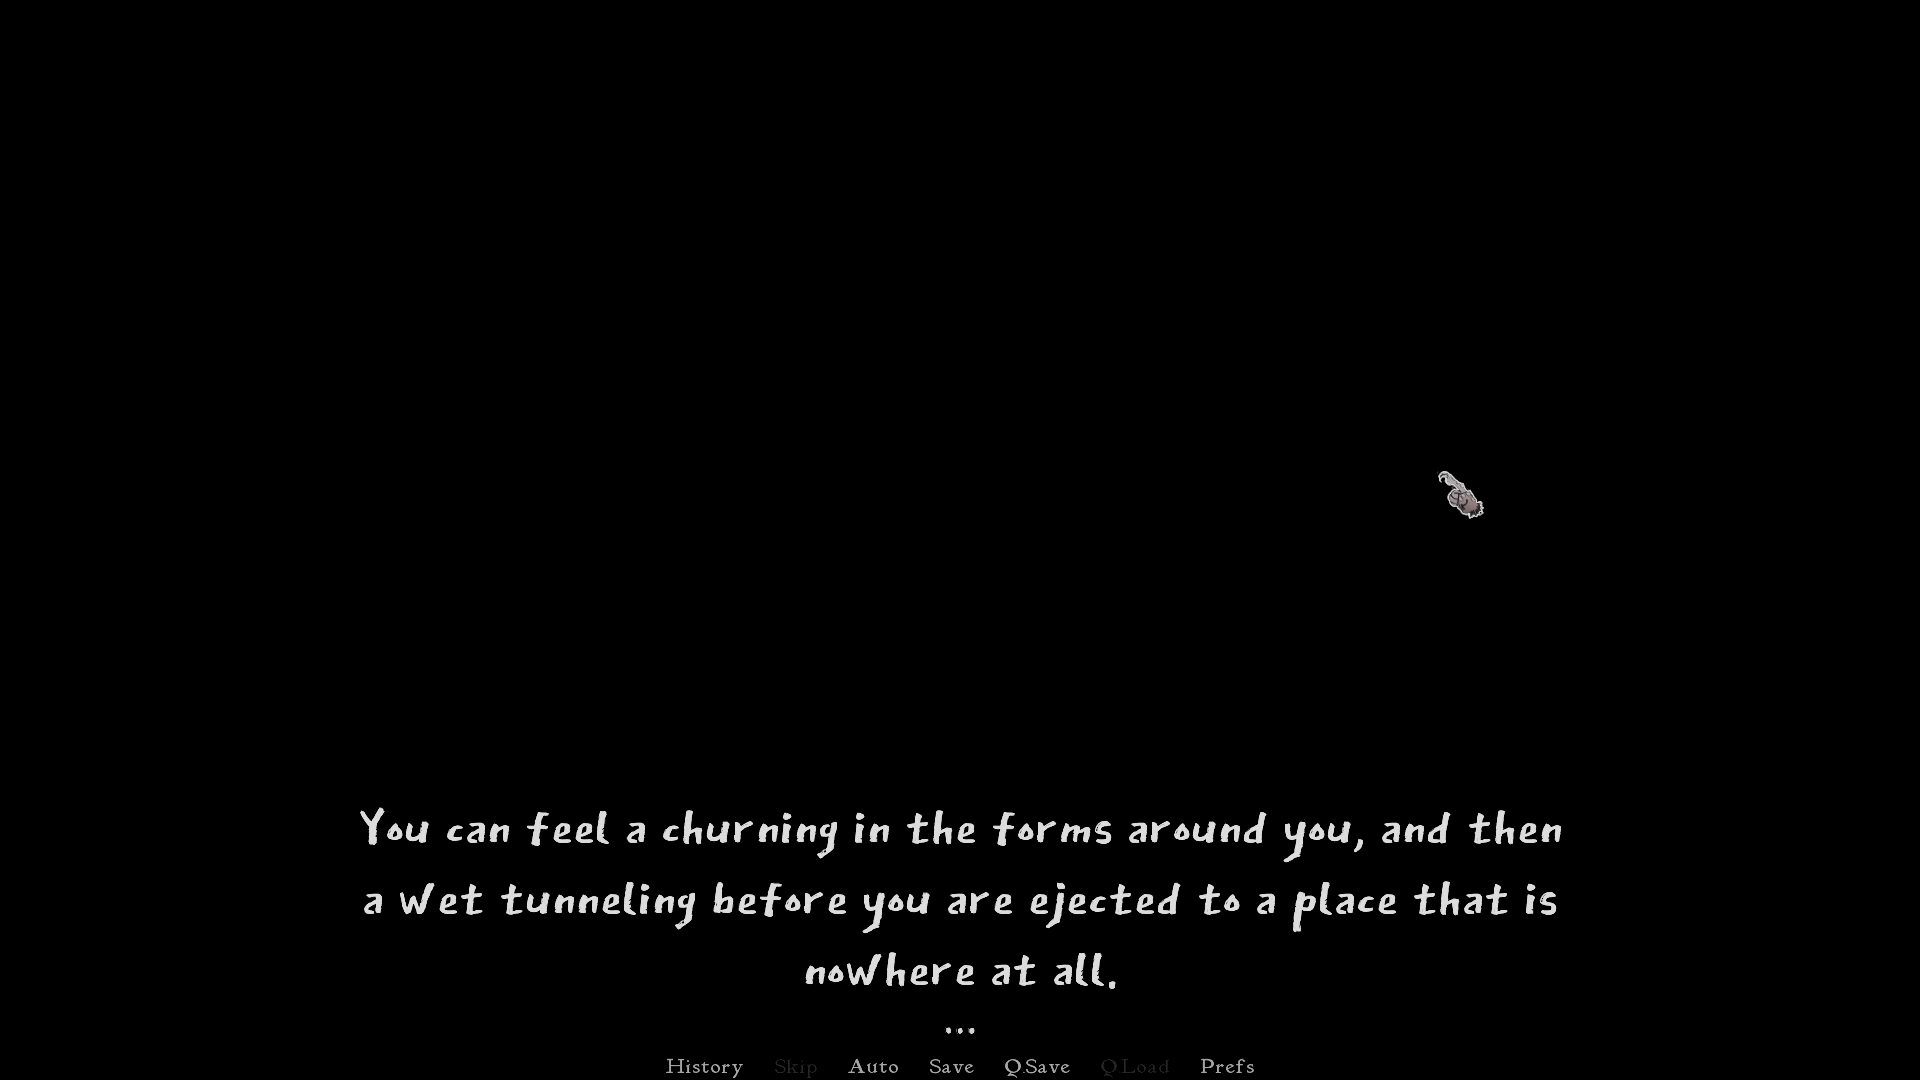 You can feel a churning in the forms around you, and then
a wet tunneling before you are ejected to a place that is
nowhere at all.
...
History Skip Auto Save Q.Save Q.Load Prefs